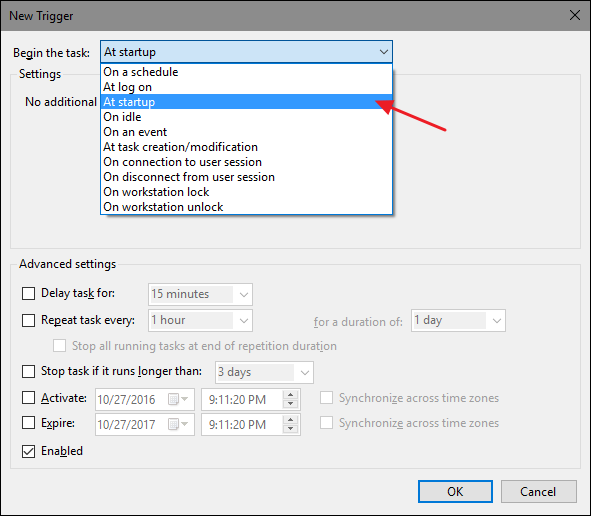 New Trigger
Begin the task: At startup
Settings
No additional
On a schedule
At log on
At startup
On idle
On an event
At task creation/modification
On connection to user session
On disconnect from user session
On workstation lock
On workstation unlock
Advanced settings
Delay task for: 15 minutes
Repeat task every: 1 hour for a duration of: 1 day
Stop all running tasks at end of repetition duration
Stop task if it runs longer than: 3 days
Activate: 10/27/2016 9:11:20 PM Synchronize across time zones
Expire: 10/27/2017 9:11:20 PM Synchronize across time zones
Enabled
OK Cancel